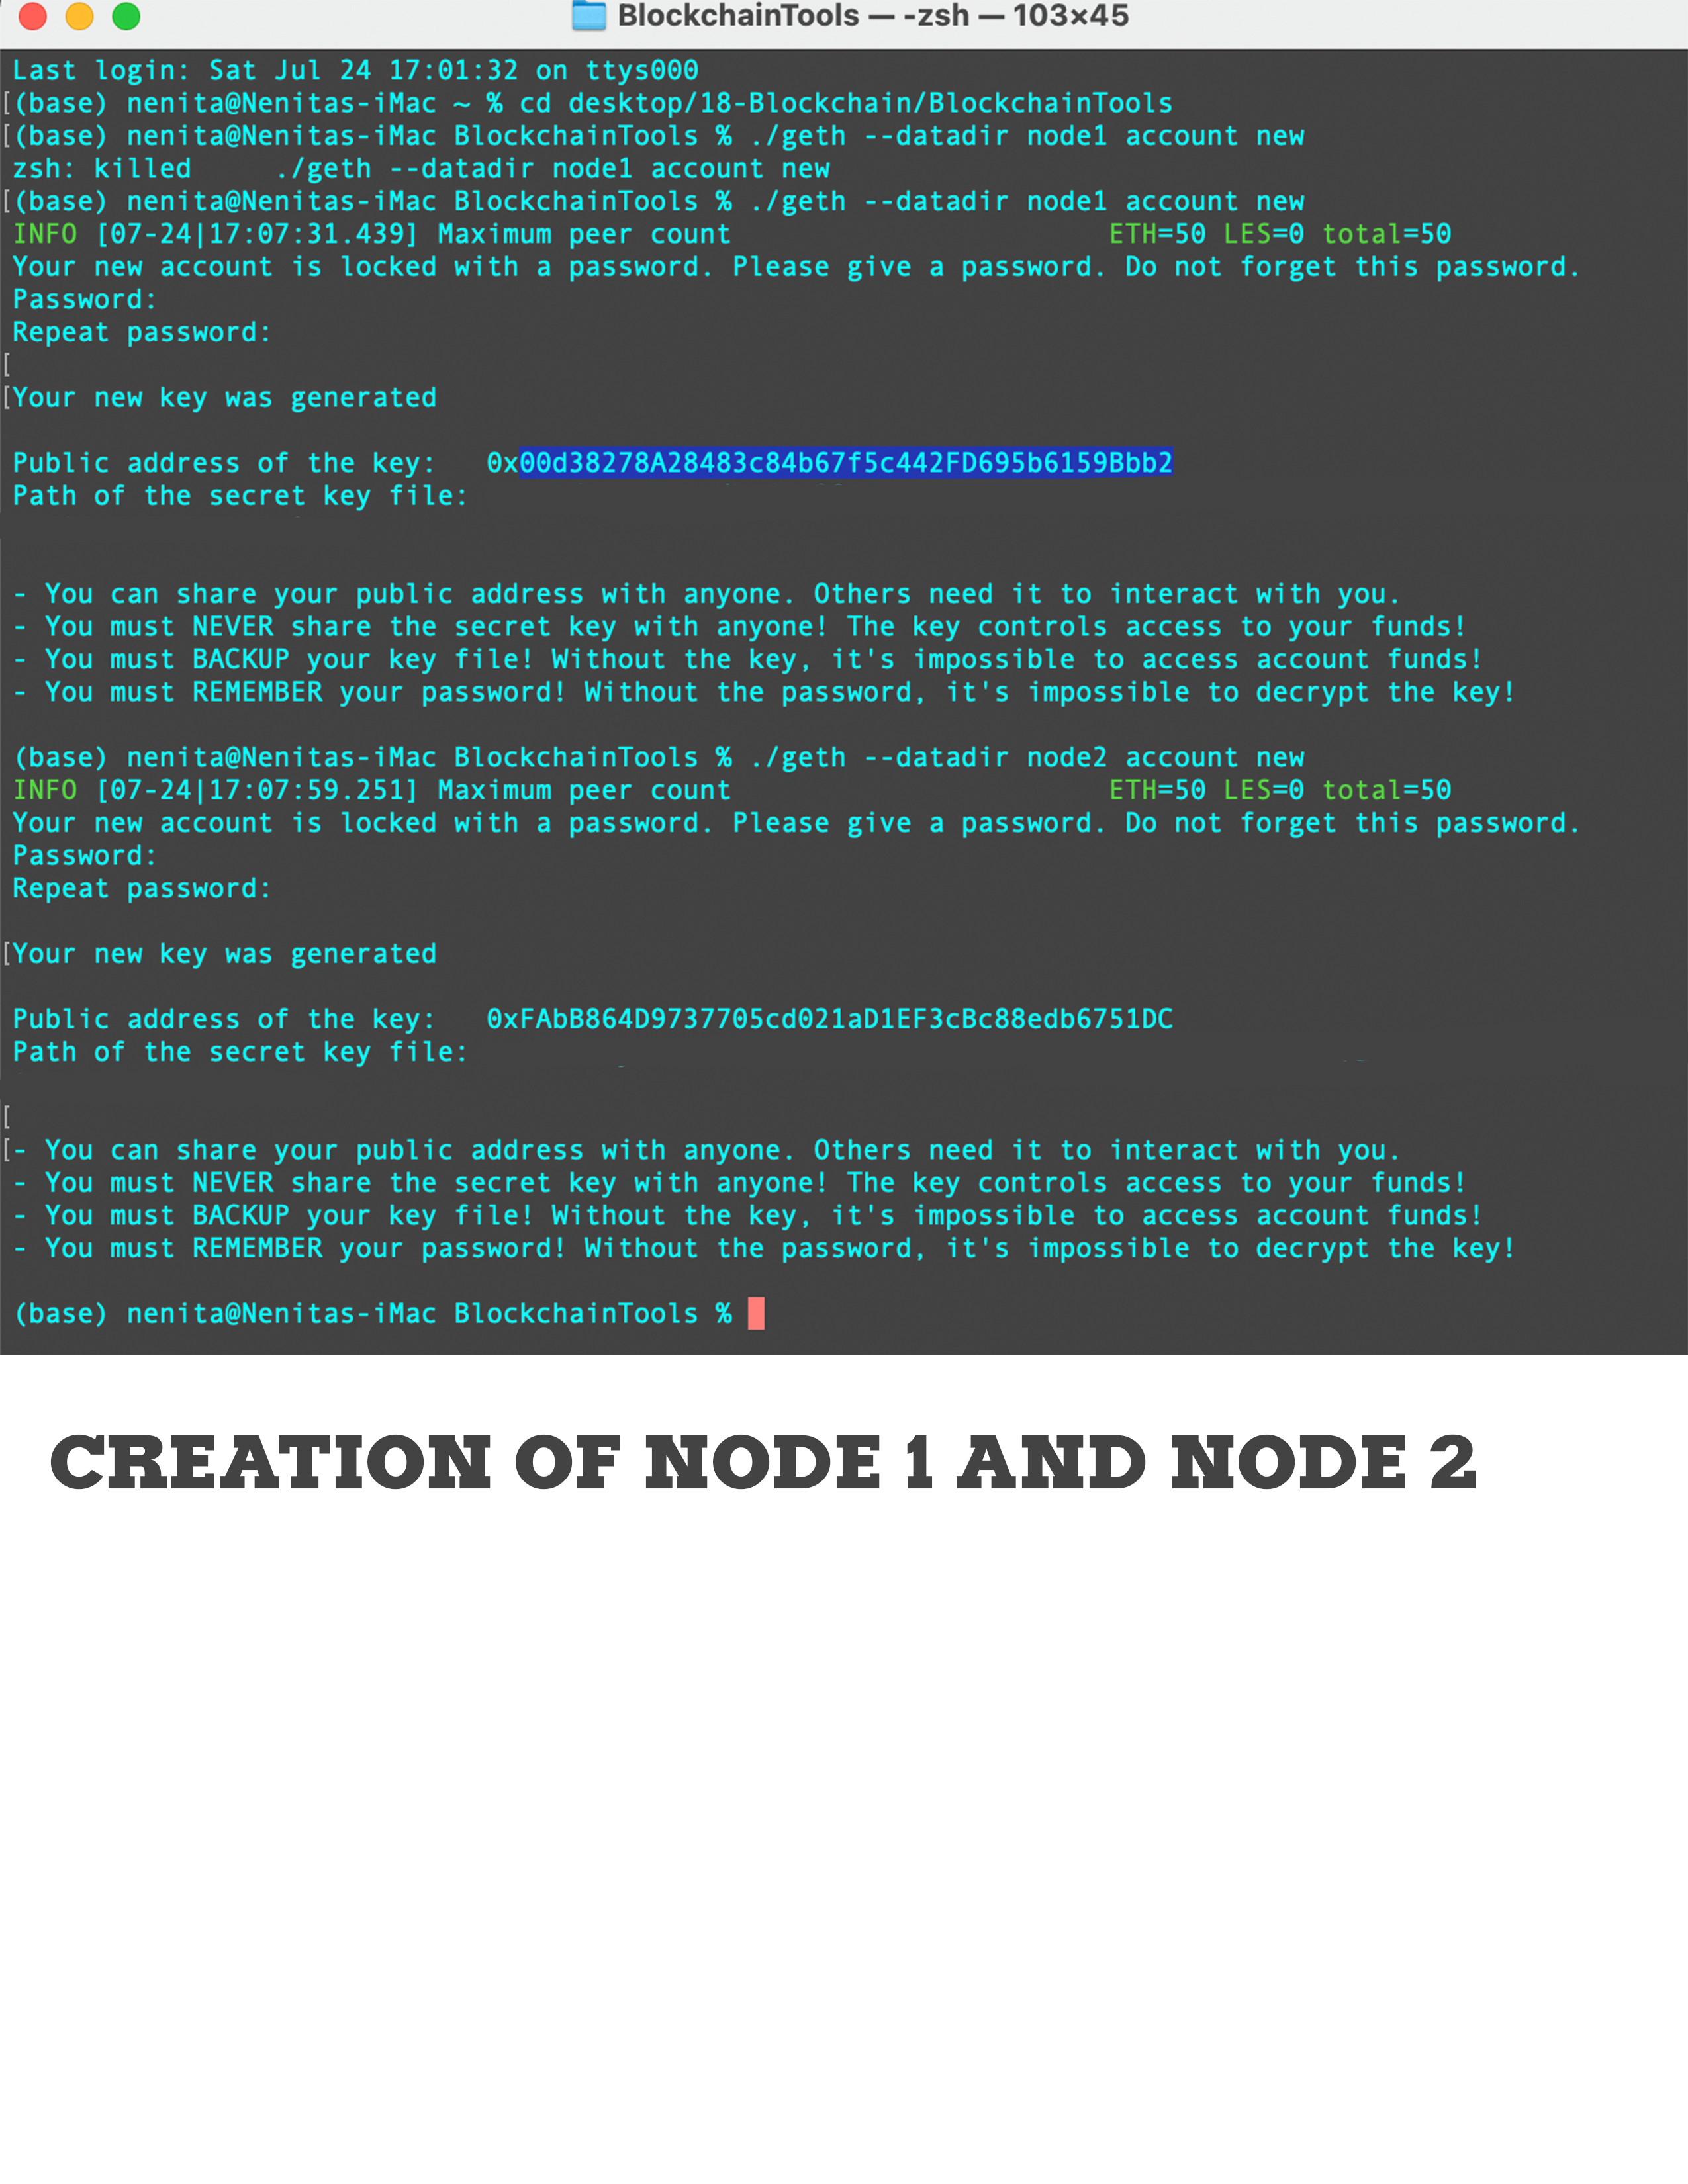 BlockchainTools — -zsh — 103×45
Last login: Sat Jul 24 17:01:32 on ttys000
[(base) nenita@Nenitas-iMac ~ % cd desktop/18-Blockchain/BlockchainTools
[(base) nenita@Nenitas-iMac BlockchainTools % ./geth --datadir node1 account new
zsh: killed     ./geth --datadir node1 account new
[(base) nenita@Nenitas-iMac BlockchainTools % ./geth --datadir node1 account new
INFO [07-24|17:07:31.439] Maximum peer count                       ETH=50 LES=0 total=50
Your new account is locked with a password. Please give a password. Do not forget this password.
Password:
Repeat password:
[
[Your new key was generated
Public address of the key:   0x00d38278A28483c84b67f5c442FD695b6159Bbb2
Path of the secret key file:
- You can share your public address with anyone. Others need it to interact with you.
- You must NEVER share the secret key with anyone! The key controls access to your funds!
- You must BACKUP your key file! Without the key, it's impossible to access account funds!
- You must REMEMBER your password! Without the password, it's impossible to decrypt the key!
(base) nenita@Nenitas-iMac BlockchainTools % ./geth --datadir node2 account new
INFO [07-24|17:07:59.251] Maximum peer count                       ETH=50 LES=0 total=50
Your new account is locked with a password. Please give a password. Do not forget this password.
Password:
Repeat password:
[Your new key was generated
Public address of the key:   0xFAbB864D9737705cd021aD1EF3cBc88edb6751DC
Path of the secret key file:
[
[- You can share your public address with anyone. Others need it to interact with you.
- You must NEVER share the secret key with anyone! The key controls access to your funds!
- You must BACKUP your key file! Without the key, it's impossible to access account funds!
- You must REMEMBER your password! Without the password, it's impossible to decrypt the key!
(base) nenita@Nenitas-iMac BlockchainTools %
CREATION OF NODE 1 AND NODE 2